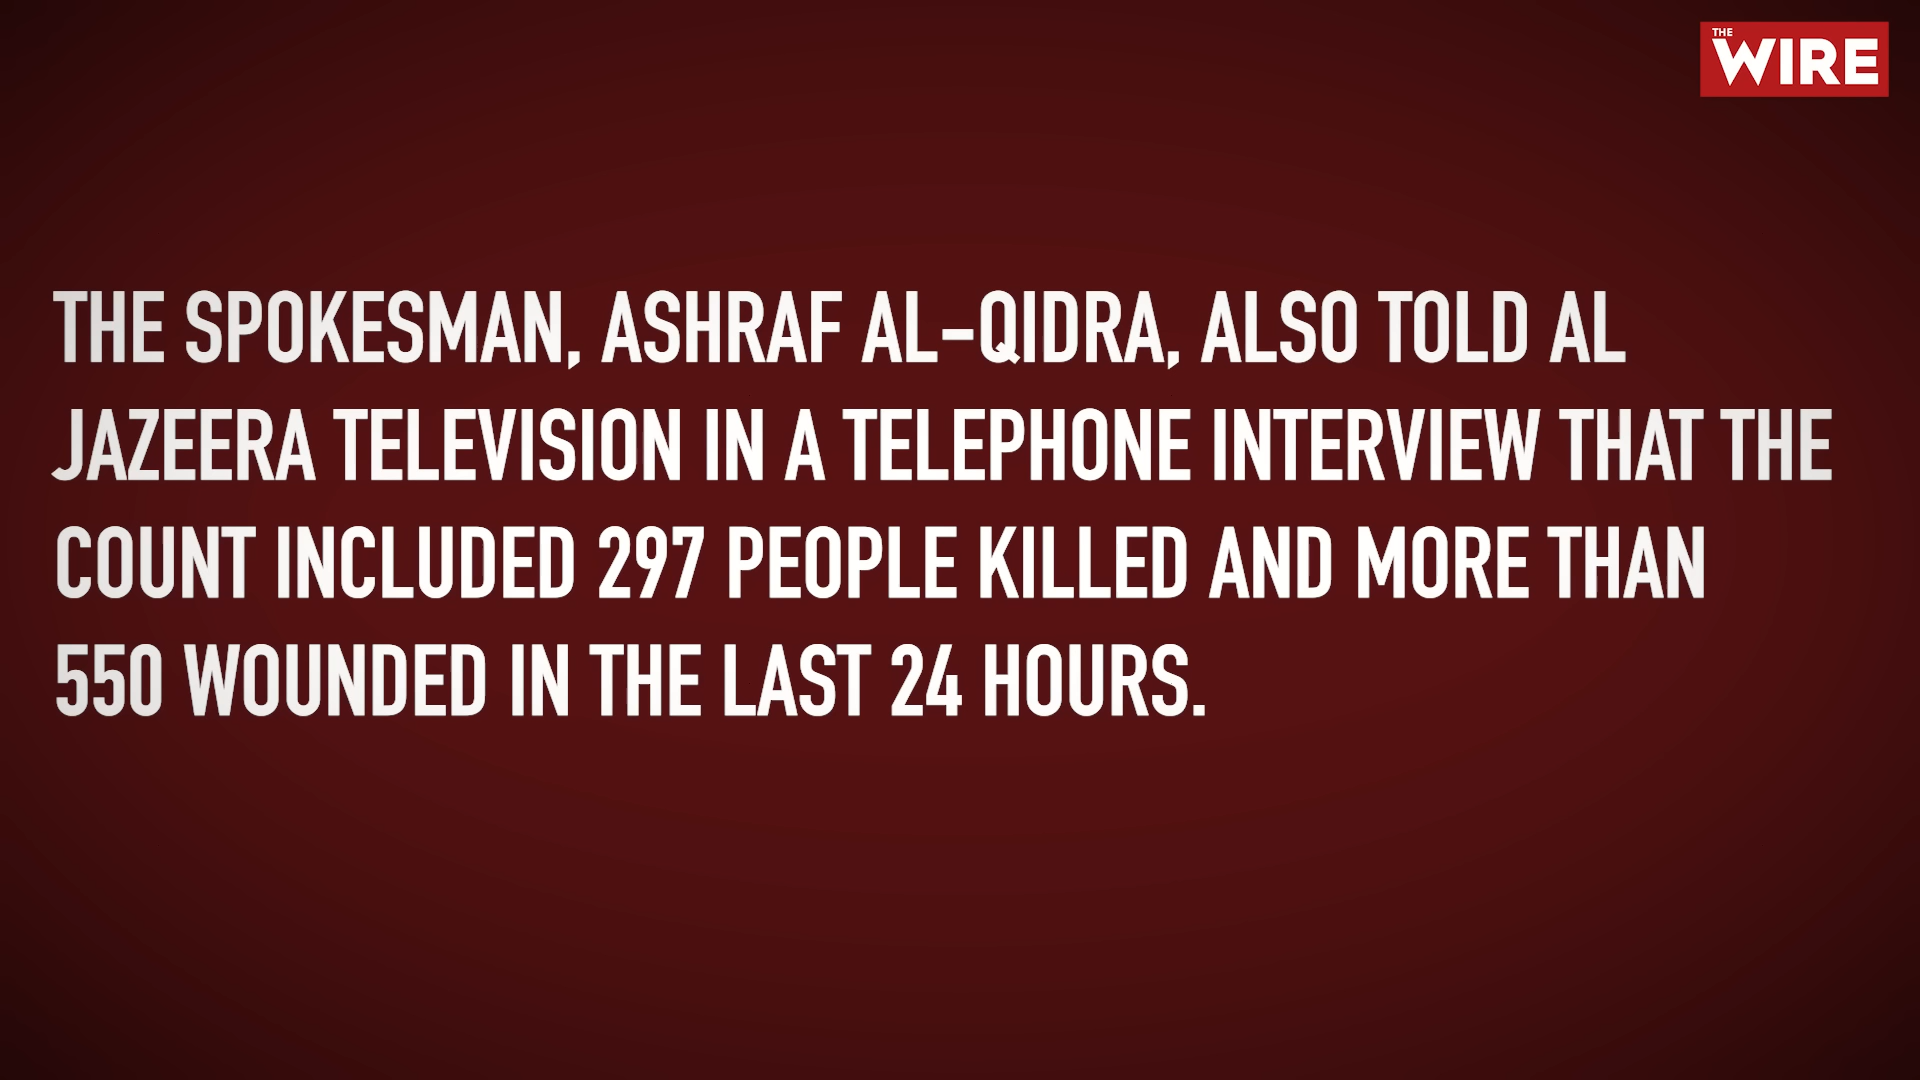 THE
WIRE
THE SPOKESMAN, ASHRAF AL-QIDRA, ALSO TOLD AL
JAZEERA TELEVISION IN A TELEPHONE INTERVIEW THAT THE
COUNT INCLUDED 297 PEOPLE KILLED AND MORE THAN
550 WOUNDED IN THE LAST 24 HOURS.